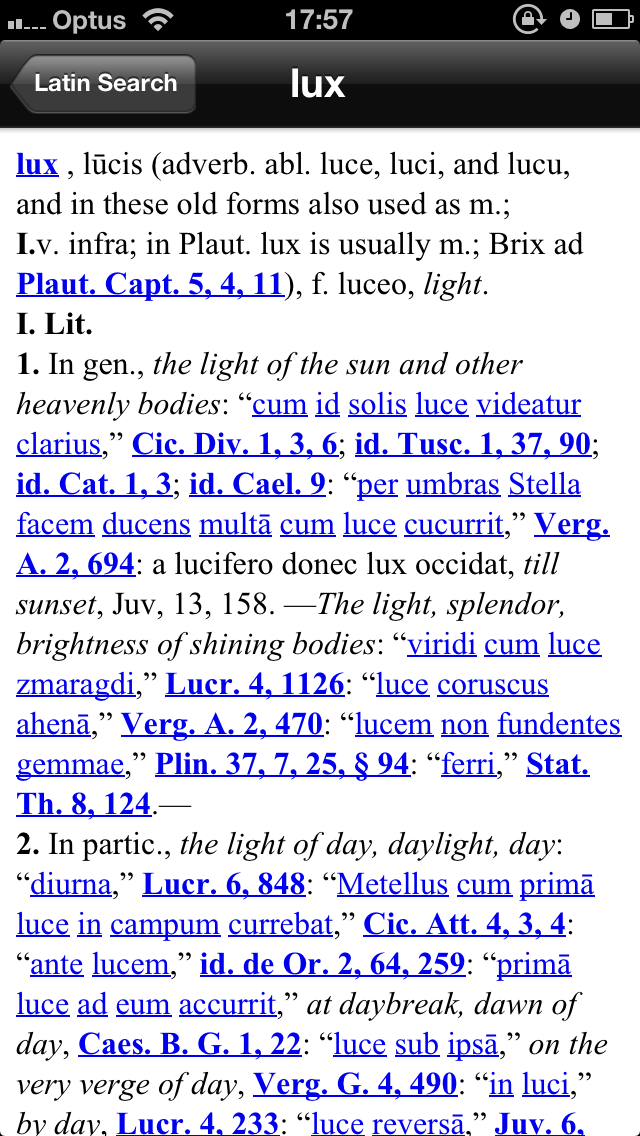 Optus 17:57
Latin Search lux
lux , lūcis (adverb. abl. luce, luci, and lucu,
and in these old forms also used as m.;
I.v. infra; in Plaut. lux is usually m.; Brix ad
Plaut. Capt. 5, 4, 11), f. luceo, light.
I. Lit.
1. In gen., the light of the sun and other
heavenly bodies: “cum id solis luce videatur
clarius,” Cic. Div. 1, 3, 6; id. Tusc. 1, 37, 90;
id. Cat. 1, 3; id. Cael. 9: “per umbras Stella
facem ducens multā cum luce cucurrit,” Verg.
A. 2, 694: a lucifero donec lux occidat, till
sunset, Juv, 13, 158. —The light, splendor,
brightness of shining bodies: “viridi cum luce
zmaragdi,” Lucr. 4, 1126: “luce coruscus
ahenā,” Verg. A. 2, 470: “lucem non fundentes
gemmae,” Plin. 37, 7, 25, § 94: “ferri,” Stat.
Th. 8, 124.—
2. In partic., the light of day, daylight, day:
“diurna,” Lucr. 6, 848: “Metellus cum primā
luce in campum currebat,” Cic. Att. 4, 3, 4:
“ante lucem,” id. de Or. 2, 64, 259: “primā
luce ad eum accurrit,” at daybreak, dawn of
day, Caes. B. G. 1, 22: “luce sub ipsā,” on the
very verge of day, Verg. G. 4, 490: “in luci,”
by day, Lucr. 4, 233: “luce reversā,” Juv. 6,